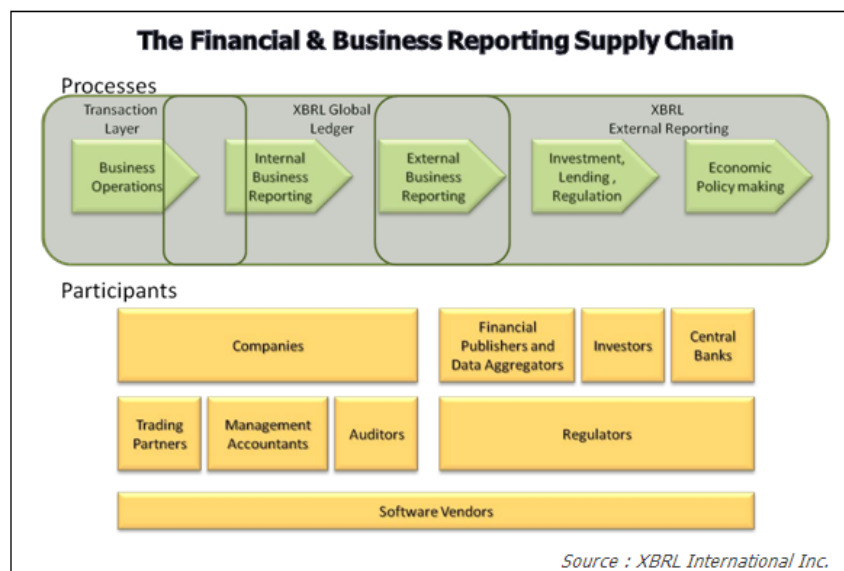 The Financial & Business Reporting Supply Chain
Processes
Transaction
Layer
XBRL Global
Ledger
XBRL
External Reporting
Business
Operations
Internal
Business
Reporting
External
Business
Reporting
Investment,
Lending ,
Regulation
Economic
Policy making
Participants
Companies
Financial
Publishers and
Data Aggregators
Investors
Central
Banks
Trading
Partners
Management
Accountants
Auditors
Regulators
Software Vendors
Source : XBRL International Inc.